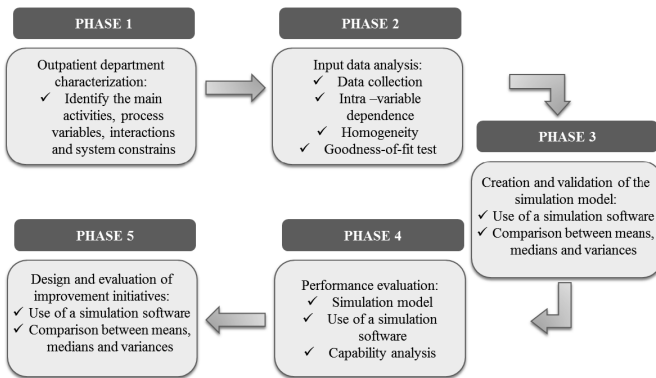 PHASE 1
Outpatient department
characterization:
✓ Identify the main
activities, process
variables, interactions
and system constrains
PHASE 2
Input data analysis:
✓ Data collection
✓ Intra –variable
dependence
✓ Homogeneity
✓ Goodness-of-fit test
PHASE 3
Creation and validation of the
simulation model:
✓ Use of a simulation software
✓ Comparison between means,
medians and variances
PHASE 4
Performance evaluation:
✓ Simulation model
✓ Use of a simulation
software
✓ Capability analysis
PHASE 5
Design and evaluation of
improvement initiatives:
✓ Use of a simulation software
✓ Comparison between means,
medians and variances